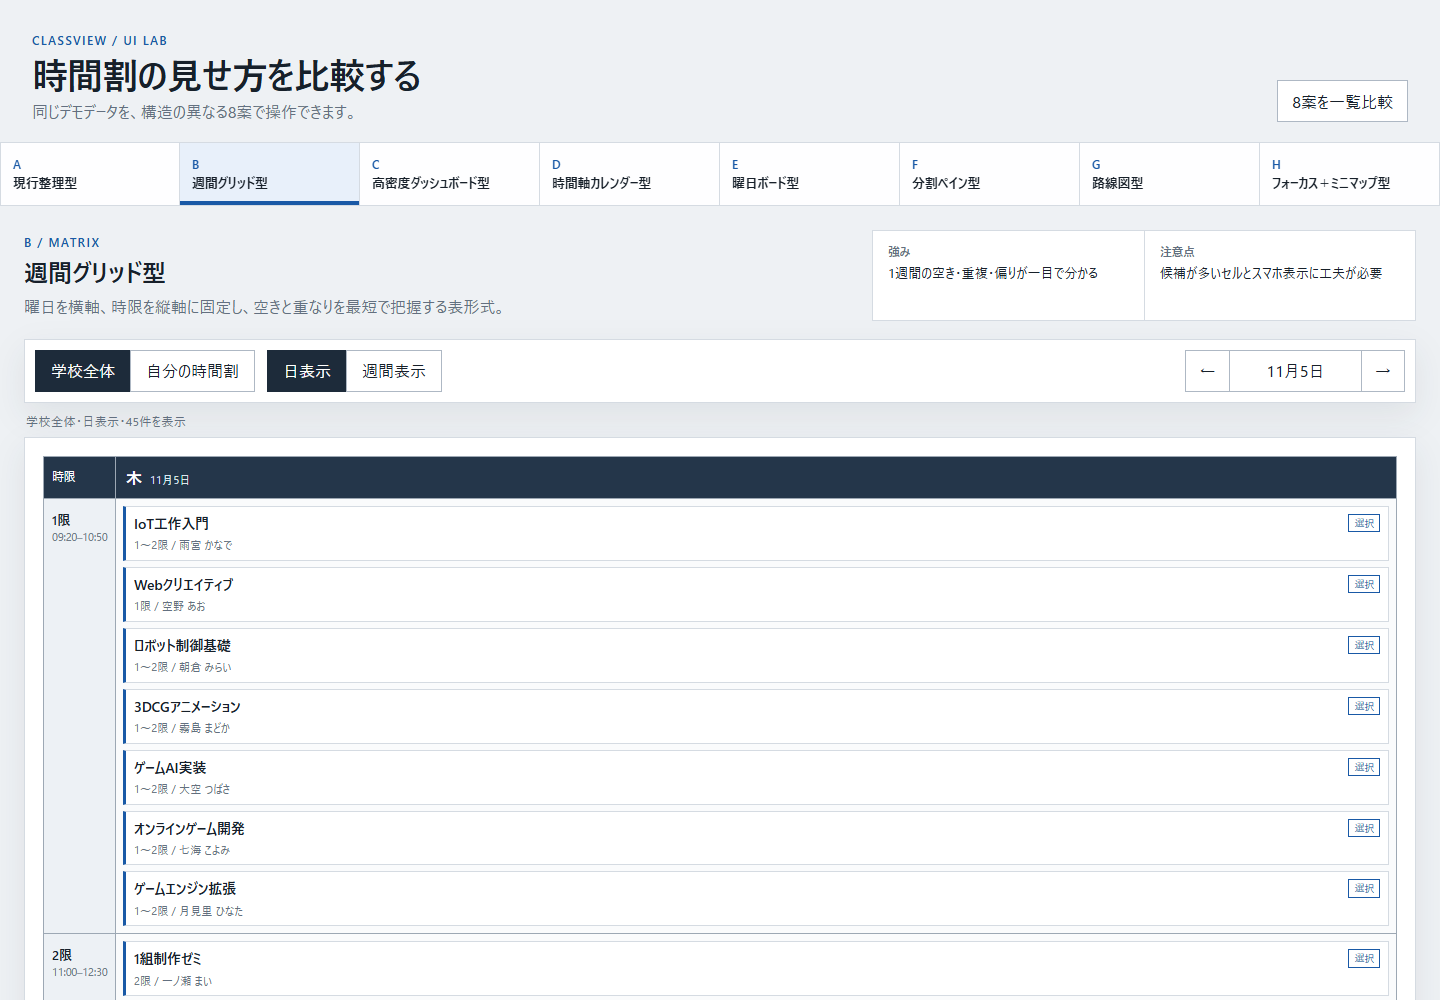 CLASSVIEW / UI LAB
時間割の見せ方を比較する
同じデモデータを、構造の異なる8案で操作できます。
8案を一覧比較
A
現行整理型
B
週間グリッド型
C
高密度ダッシュボード型
D
時間軸カレンダー型
E
曜日ボード型
F
分割ペイン型
G
路線図型
H
フォーカス＋ミニマップ型
B / MATRIX
週間グリッド型
曜日を横軸、時限を縦軸に固定し、空きと重なりを最短で把握する表形式。
強み
1週間の空き・重複・偏りが一目で分かる
注意点
候補が多いセルとスマホ表示に工夫が必要
学校全体 自分の時間割 日表示 週間表示 ← 11月5日 →
学校全体・日表示・45件を表示
時限 木 11月5日
1限
09:20–10:50
IoT工作入門 選択
1〜2限 / 雨宮 かなで
Webクリエイティブ 選択
1限 / 空野 あお
ロボット制御基礎 選択
1〜2限 / 朝倉 みらい
3DCGアニメーション 選択
1〜2限 / 霧島 まどか
ゲームAI実装 選択
1〜2限 / 大空 つばさ
オンラインゲーム開発 選択
1〜2限 / 七海 こよみ
ゲームエンジン拡張 選択
1〜2限 / 月見里 ひなた
2限
11:00–12:30
1組制作ゼミ 選択
2限 / 一ノ瀬 まい